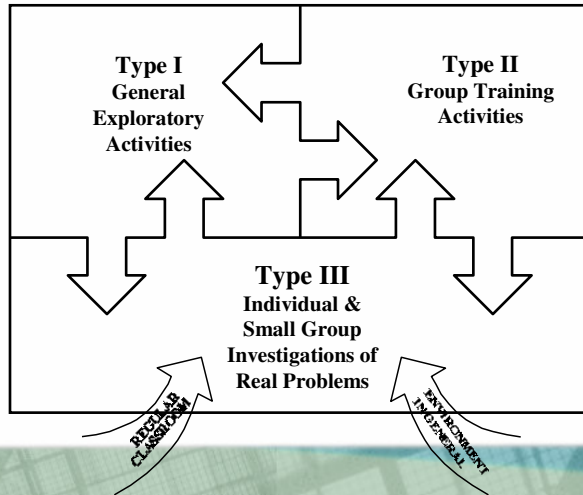 Type I
General
Exploratory
Activities
Type II
Group Training
Activities
Type III
Individual &
Small Group
Investigations of
Real Problems
REGULAR
CLASSROOM
ENVIRONMENT
IN GENERAL